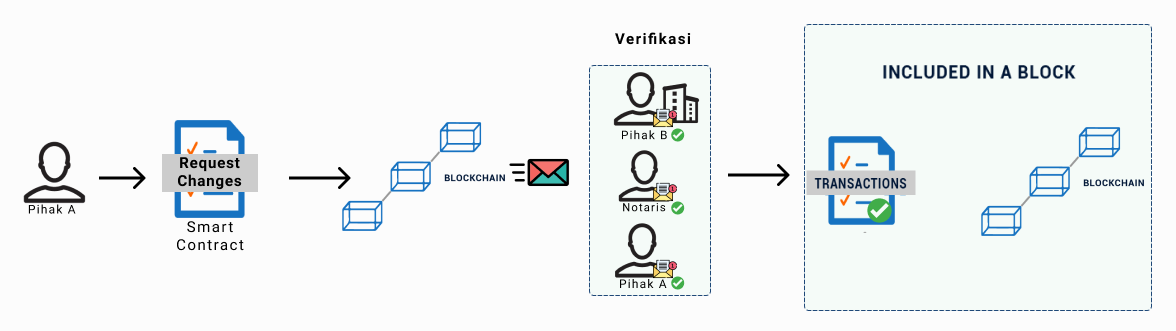 Pihak A
Request
Changes
Smart
Contract
BLOCKCHAIN
Verifikasi
Pihak B
Notaris
Pihak A
INCLUDED IN A BLOCK
TRANSACTIONS
BLOCKCHAIN